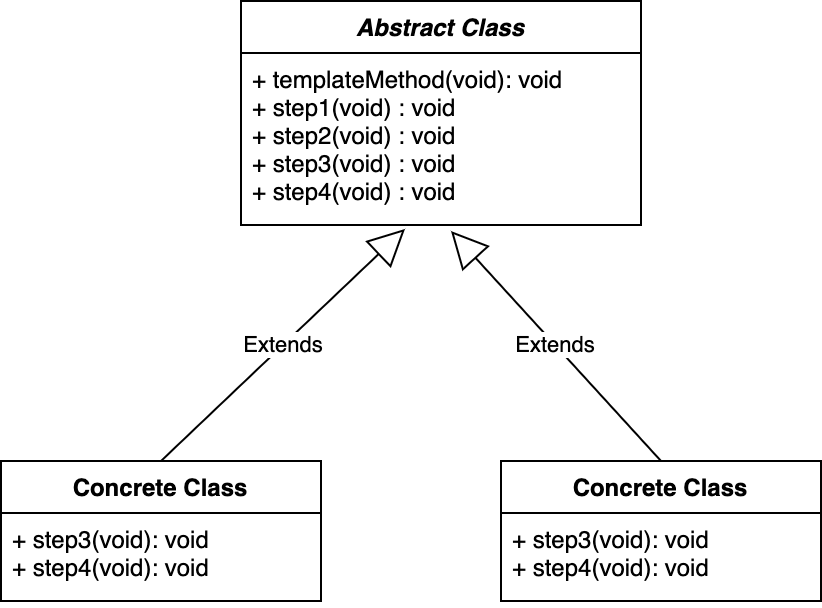 Abstract Class
+ templateMethod(void): void
+ step1(void) : void
+ step2(void) : void
+ step3(void) : void
+ step4(void) : void
Extends
Extends
Concrete Class
+ step3(void): void
+ step4(void): void
Concrete Class
+ step3(void): void
+ step4(void): void